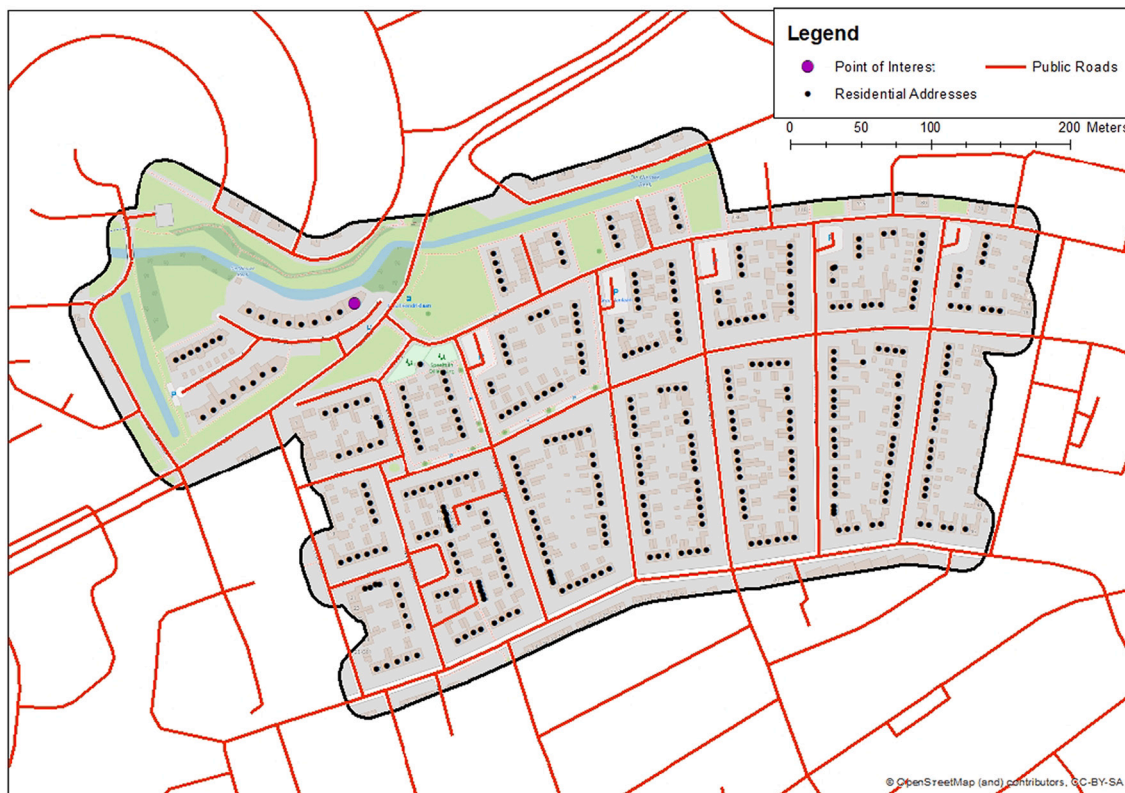 Legend
Point of Interes:
Public Roads
Residential Addresses
0 50 100 200 Meters
P
P
P
P
© OpenStreetMap (and) contributors, CC-BY-SA